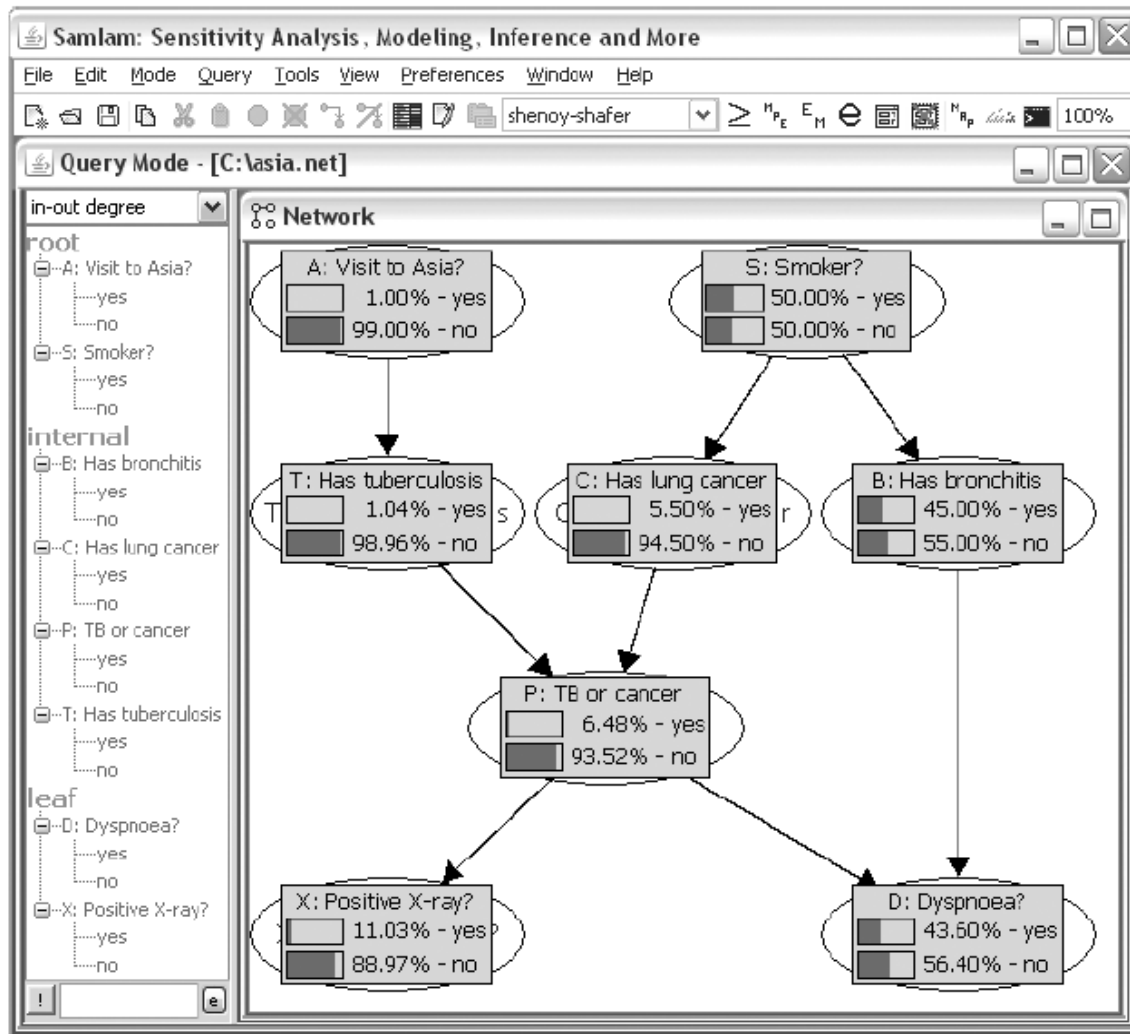 SamIam: Sensitivity Analysis, Modeling, Inference and More
File Edit Mode Query Tools View Preferences Window Help
shenoy-shafer
MPE
EM
MAP
100%
Query Mode - [C:\asia.net]
in-out degree
root
A: Visit to Asia?
yes
no
S: Smoker?
yes
no
internal
B: Has bronchitis
yes
no
C: Has lung cancer
yes
no
P: TB or cancer
yes
no
T: Has tuberculosis
yes
no
leaf
D: Dyspnoea?
yes
no
X: Positive X-ray?
yes
no
!
e
Network
A: Visit to Asia?
1.00% - yes
99.00% - no
S: Smoker?
50.00% - yes
50.00% - no
T: Has tuberculosis
1.04% - yes
98.96% - no
C: Has lung cancer
5.50% - yes
94.50% - no
B: Has bronchitis
45.00% - yes
55.00% - no
P: TB or cancer
6.48% - yes
93.52% - no
X: Positive X-ray?
11.03% - yes
88.97% - no
D: Dyspnoea?
43.60% - yes
56.40% - no